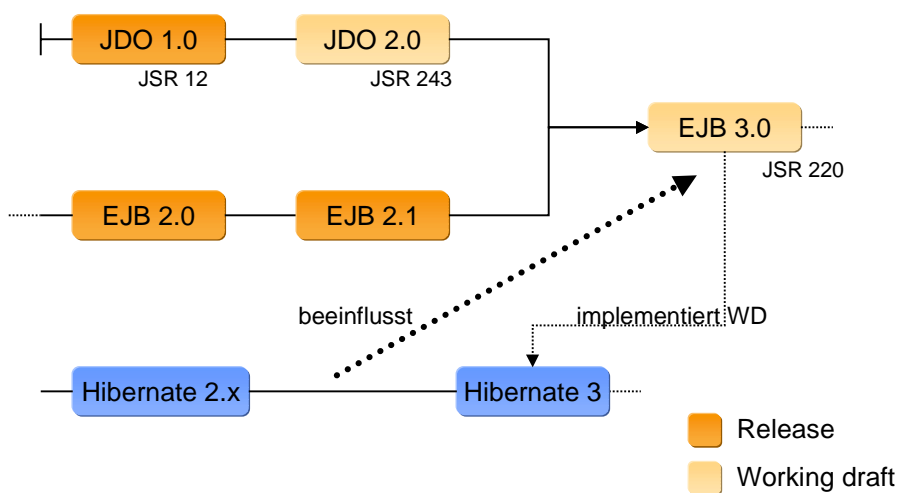 JDO 1.0
JDO 2.0
JSR 12
JSR 243
EJB 3.0
JSR 220
EJB 2.0
EJB 2.1
beeinflusst
implementiert WD
Hibernate 2.x
Hibernate 3
Release
Working draft